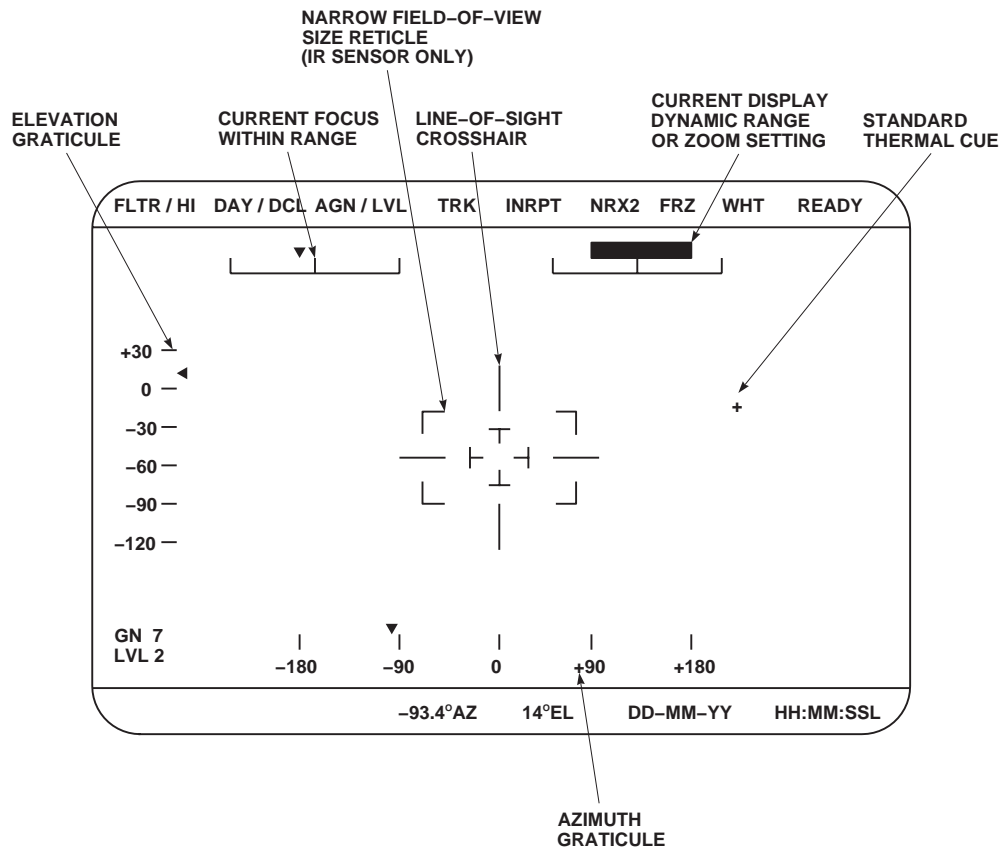 NARROW FIELD–OF–VIEW
SIZE RETICLE
(IR SENSOR ONLY)
ELEVATION
GRATICULE
CURRENT FOCUS
WITHIN RANGE
LINE–OF–SIGHT
CROSSHAIR
CURRENT DISPLAY
DYNAMIC RANGE
OR ZOOM SETTING
STANDARD
THERMAL CUE
FLTR / HI DAY / DCL AGN / LVL TRK INRPT NRX2 FRZ WHT READY
+30
0
–30
–60
–90
–120
+
GN 7
LVL 2
–180 –90 0 +90 +180
–93.4°AZ 14°EL DD–MM–YY HH:MM:SSL
AZIMUTH
GRATICULE